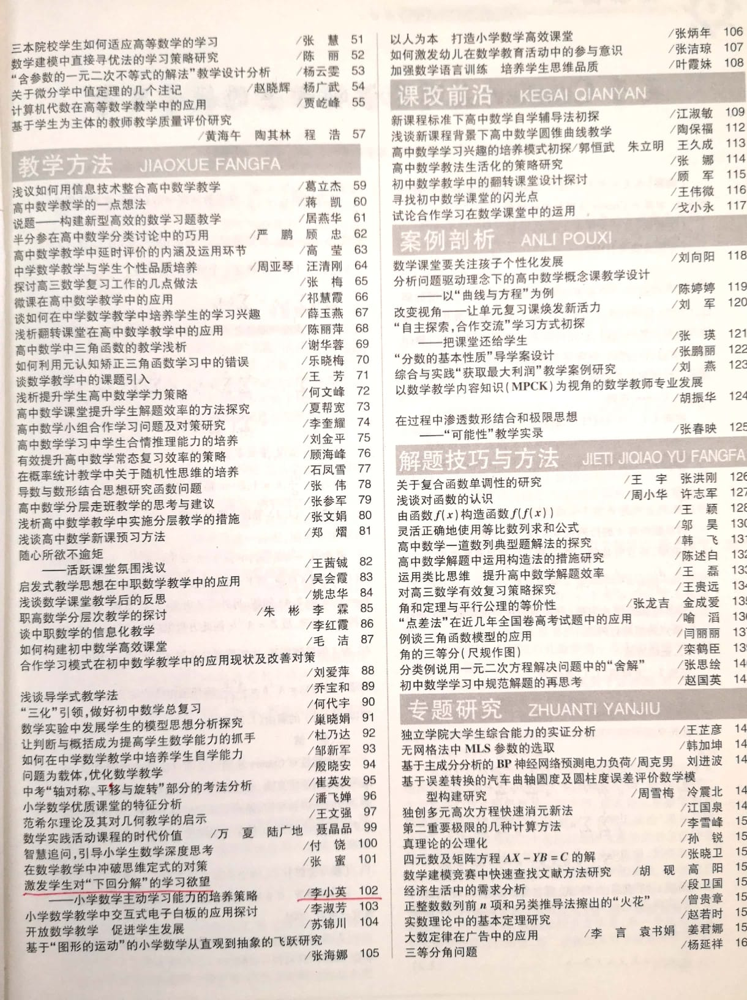 三本院校学生如何适应高等数学的学习 /张　慧 51
数学建模中直接寻优法的学习策略研究 /陈　丽 52
“含参数的一元二次不等式的解法”教学设计分析 /杨云雯 53
关于微分学中值定理的几个注记 /赵晓辉　杨广武 54
计算机代数在高等数学教学中的应用 /贾屹峰 55
基于学生为主体的教师教学质量评价研究
/黄海午　陶其林　程　浩 57
教学方法 JIAOXUE FANGFA
浅议如何用信息技术整合高中数学教学 /葛立杰 59
高中数学教学的一点想法 /蒋　凯 60
说题——构建新型高效的数学习题教学 /居燕华 61
半分参在高中数学分类讨论中的巧用 /严　鹏　顾　忠 62
高中数学教学中延时评价的内涵及运用环节 /高　莹 63
中学数学教学与学生个性品质培养 /周亚琴　汪清刚 64
探讨高三数学复习工作的几点做法 /张　梅 65
微课在高中数学教学中的应用 /祁慧霞 66
谈如何在中学数学教学中培养学生的学习兴趣 /薛玉燕 67
浅析翻转课堂在高中数学教学中的应用 /陈丽萍 68
高中数学中三角函数的教学浅析 /谢华蓉 69
如何利用元认知矫正三角函数学习中的错误 /乐晓梅 70
谈数学教学中的课题引入 /王　芳 71
浅析提升学生高中数学学力策略 /何文峰 72
高中数学课堂提升学生解题效率的方法探究 /夏帮宽 73
高中数学小组合作学习问题及对策研究 /李奎耀 74
高中数学学习中学生合情推理能力的培养 /刘金平 75
有效提升高中数学常态复习效率的策略 /顾海峰 76
在概率统计教学中关于随机性思维的培养 /石凤雪 77
导数与数形结合思想研究函数问题 /张　伟 78
高中数学分层走班教学的思考与建议 /张参军 79
浅析高中数学教学中实施分层教学的措施 /张文娟 80
浅谈高中数学新课预习方法 /郑　熠 81
随心所欲不逾矩
——活跃课堂氛围浅议 /王茜铖 82
启发式教学思想在中职数学教学中的应用 /吴会霞 83
浅谈数学课堂教学后的反思 /姚忠华 84
职高数学分层次教学的探讨 /朱　彬　李　霖 85
谈中职数学的信息化教学 /李红霞 86
如何构建初中数学高效课堂 /毛　洁 87
合作学习模式在初中数学教学中的应用现状及改善对策
/刘爱萍 88
浅谈导学式教学法 /乔宝和 89
“三化”引领,做好初中数学总复习 /何代宇 90
数学实验中发展学生的模型思想分析探究 /巢晓娟 91
让判断与概括成为提高学生数学能力的抓手 /杜乃达 92
如何在中学数学教学中培养学生自学能力 /邹新军 93
问题为载体,优化数学教学 /殷晓安 94
中考“轴对称、平移与旋转”部分的考法分析 /崔英发 95
小学数学优质课堂的特征分析 /潘飞婵 96
范希尔理论及其对几何教学的启示 /王文强 97
数学实践活动课程的时代价值 /万　夏　陆广地　聂晶品 99
智慧追问,引导小学生数学深度思考 /付　饶 100
在数学教学中冲破思维定式的对策 /张　蜜 101
激发学生对“下回分解”的学习欲望
——小学数学主动学习能力的培养策略 /李小英 102
小学数学教学中交互式电子白板的应用探讨 /李淑芳 103
开放数学教学　促进学生发展 /苏锦川 104
基于“图形的运动”的小学数学从直观到抽象的飞跃研究
/张海娜 105
以人为本　打造小学数学高效课堂 /张炳年 106
如何激发幼儿在数学教育活动中的参与意识 /张洁琼 107
加强数学语言训练　培养学生思维品质 /叶霞妹 108
课改前沿 KEGAI QIANYAN
新课程标准下高中数学自学辅导法初探 /江淑敏 109
浅谈新课程背景下高中数学圆锥曲线教学 /陶保福 112
高中数学学习兴趣的培养模式初探/郭恒武　朱立明　王久成 113
高中数学教法生活化的策略研究 /张　娜 114
初中数学教学中的翻转课堂设计探讨 /顾　军 115
寻找初中数学课堂的闪光点 /王伟微 116
试论合作学习在数学课堂中的运用 /戈小永 117
案例剖析 ANLI POUXI
数学课堂要关注孩子个性化发展 /刘向阳 118
分析问题驱动理念下的高中数学概念课教学设计
——以“曲线与方程”为例 /陈婷婷 119
改变视角——让单元复习课焕发新活力 /刘　军 120
“自主探索,合作交流”学习方式初探
——把课堂还给学生 /张　瑛 121
“分数的基本性质”导学案设计 /张鹏丽 122
综合与实践“获取最大利润”教学案例研究 /刘　燕 123
以数学教学内容知识(MPCK)为视角的数学教师专业发展
/胡振华 124
在过程中渗透数形结合和极限思想
——“可能性”教学实录 /张春映 125
解题技巧与方法 JIETI JIQIAO YU FANGFA
关于复合函数单调性的研究 /王　宇　张洪刚 126
浅谈对函数的认识 /周小华　许志军 127
由函数f(x)构造函数f(f(x)) /王　颖 128
灵活正确地使用等比数列求和公式 /邬　昊 130
高中数学一道数列典型题解法的探究 /韩　飞 131
高中数学解题中运用构造法的措施研究 /陈述白 132
运用类比思维　提升高中数学解题效率 /王　磊 133
对高三数学有效复习策略探究 /王贵远 134
角和定理与平行公理的等价性 /张龙吉　金成爱 135
“点差法”在近几年全国卷高考试题中的应用 /喻　滔 136
例谈三角函数模型的应用 /闫丽丽 137
角的三等分(尺规作图) /栾鹤臣 139
分类例说用一元二次方程解决问题中的“舍解” /张思绘 140
初中数学学习中规范解题的再思考 /赵国英 14
专题研究 ZHUANTI YANJIU
独立学院大学生综合能力的实证分析 /王芷彦 14
无网格法中MLS参数的选取 /韩加坤 14
基于主成分分析的BP神经网络预测电力负荷/周克男　刘进波 14
基于误差转换的汽车曲轴圆度及圆柱度误差评价数学模
型构建研究 /周雪梅　冷震北 14
独创多元高次方程快速消元新法 /江国泉 14
第二重要极限的几种计算方法 /李雪峰 15
真理论的公理化 /孙　锐 15
四元数及矩阵方程AX－YB＝C的解 /张晓卫 15
数学建模竞赛中快速查找文献方法研究 /胡　砚　高　阳 15
经济生活中的需求分析 /段卫国 15
正整数数列前n项和另类推导法擦出的“火花” /曾贵章 15
实数理论中的基本定理研究 /赵若时 15
大数定律在广告中的应用 /李　言　袁书娟　姜君娜 15
三等分角问题 /杨延祥 16